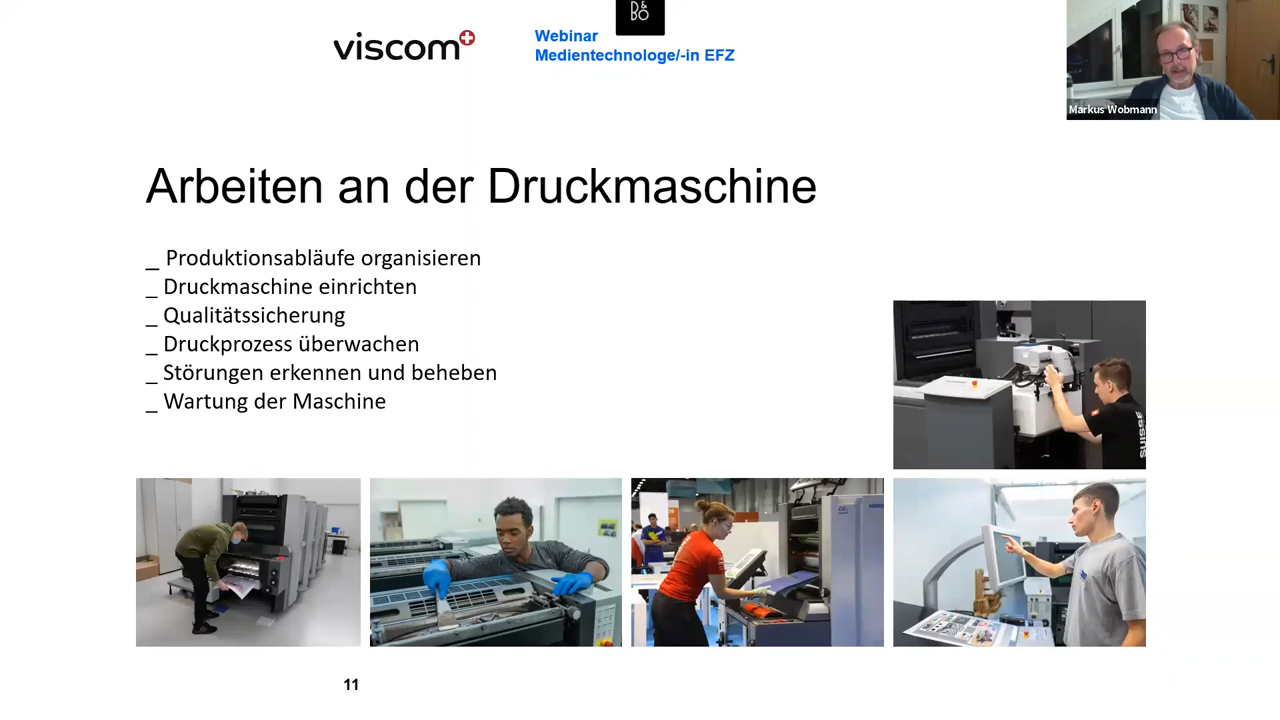 viscom
Webinar
Medientechnologe/-in EFZ
D&
BO
Markus Wobmann
Arbeiten an der Druckmaschine
_ Produktionsabläufe organisieren
_ Druckmaschine einrichten
_ Qualitätssicherung
_ Druckprozess überwachen
_ Störungen erkennen und beheben
_ Wartung der Maschine
11